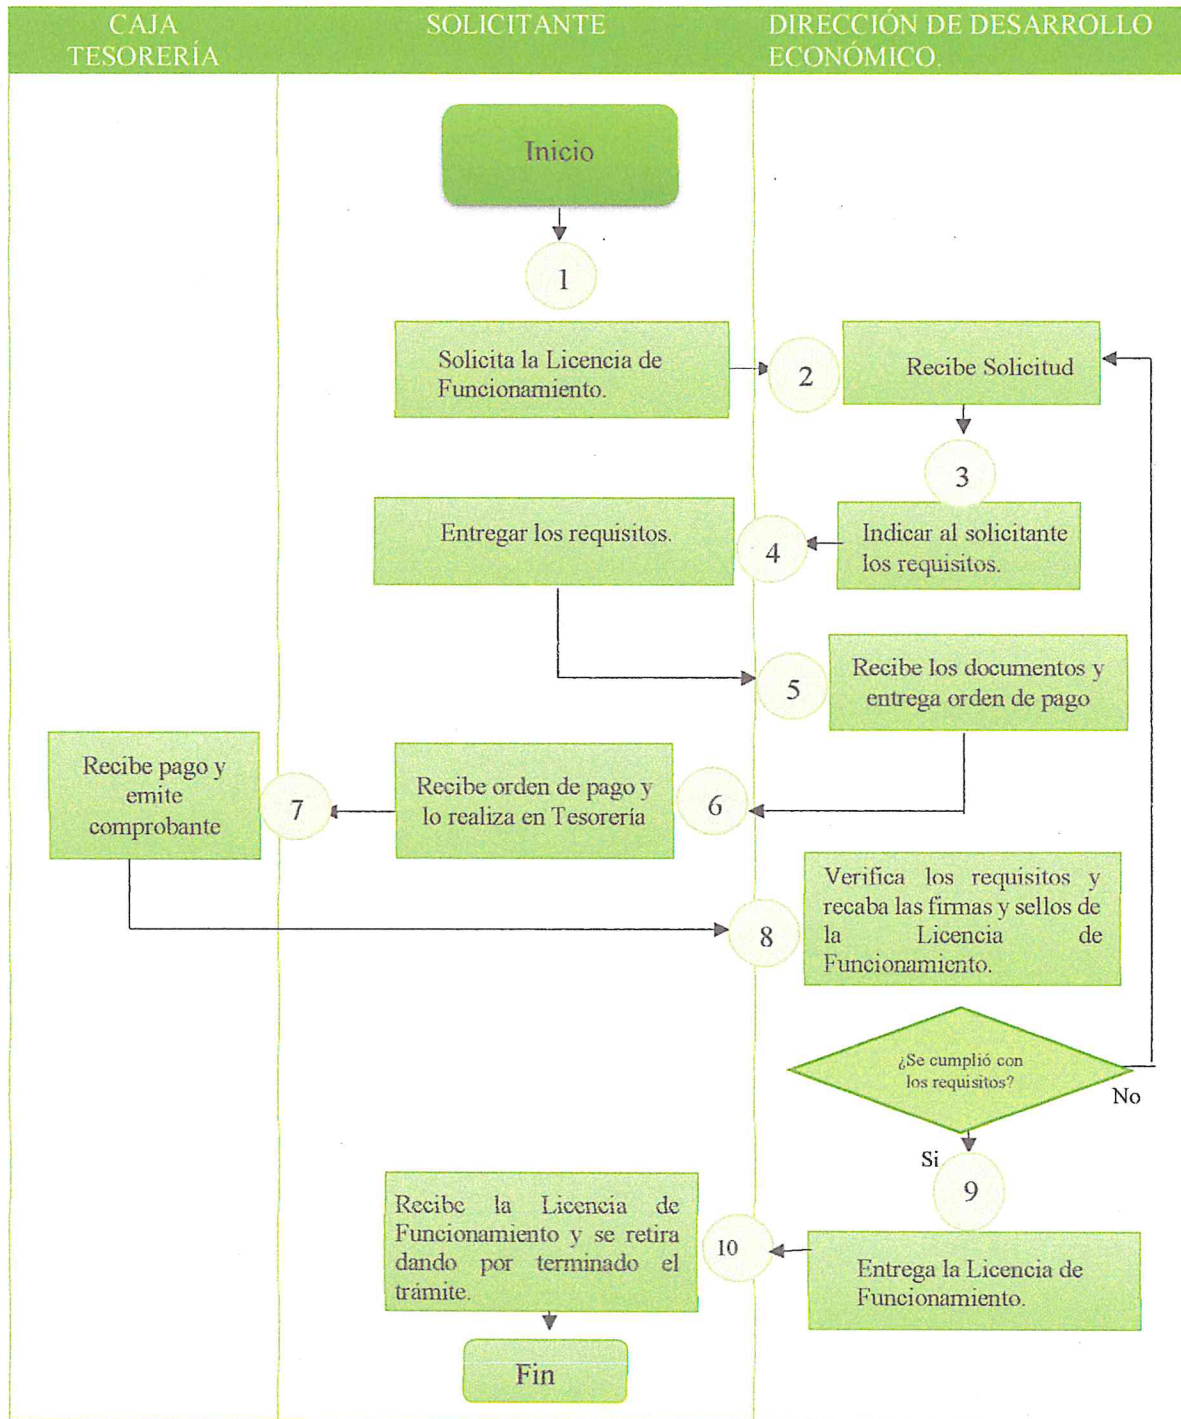 CAJA
TESORERÍA
SOLICITANTE
DIRECCIÓN DE DESARROLLO
ECONÓMICO.
Inicio
1
Solicita la Licencia de
Funcionamiento.
2
Recibe Solicitud
3
Indicar al solicitante
los requisitos.
4
Entregar los requisitos.
5
Recibe los documentos y
entrega orden de pago
6
Recibe orden de pago y
lo realiza en Tesorería
7
Recibe pago y
emite
comprobante
8
Verifica los requisitos y
recaba las firmas y sellos de
la Licencia de
Funcionamiento.
¿Se cumplió con
los requisitos?
No
Si
9
Entrega la Licencia de
Funcionamiento.
10
Recibe la Licencia de
Funcionamiento y se retira
dando por terminado el
trámite.
Fin